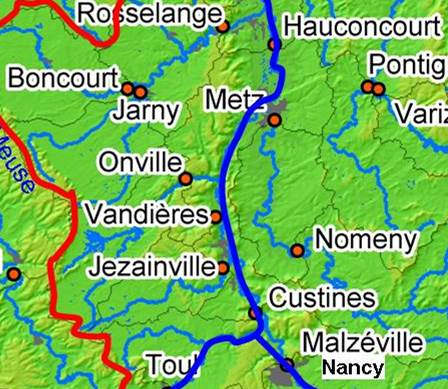 Rosselange
Hauconcourt
Boncourt
Pontig
Jarny
Metz
Variz
Meuse
Onville
Vandières
Nomeny
Jezainville
Custines
Malzéville
Toul
Nancy